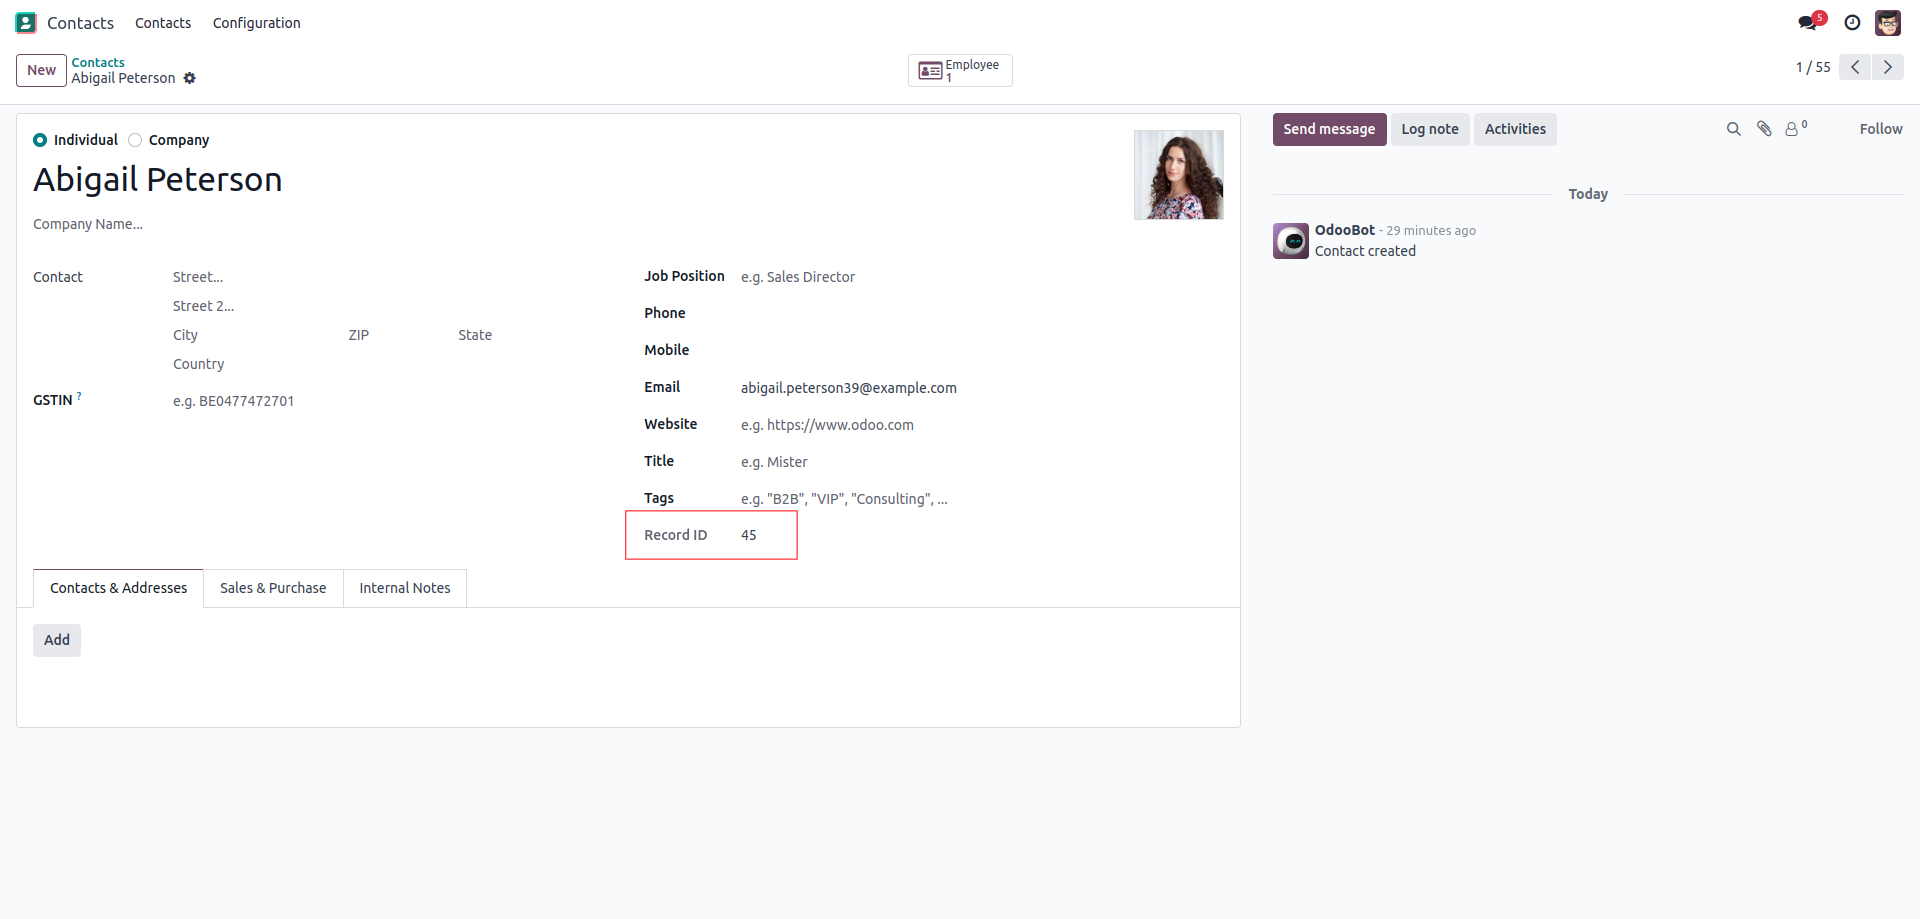 Contacts Contacts Configuration 5
New Contacts Employee 1 / 55
Abigail Peterson 1
Individual Company
Abigail Peterson
Company Name...
Contact Street...
Street 2...
City ZIP State
Country
GSTIN ? e.g. BE0477472701
Job Position e.g. Sales Director
Phone
Mobile
Email abigail.peterson39@example.com
Website e.g. https://www.odoo.com
Title e.g. Mister
Tags e.g. "B2B", "VIP", "Consulting", ...
Record ID 45
Contacts & Addresses Sales & Purchase Internal Notes
Add
Send message Log note Activities 0 Follow
Today
OdooBot - 29 minutes ago
Contact created